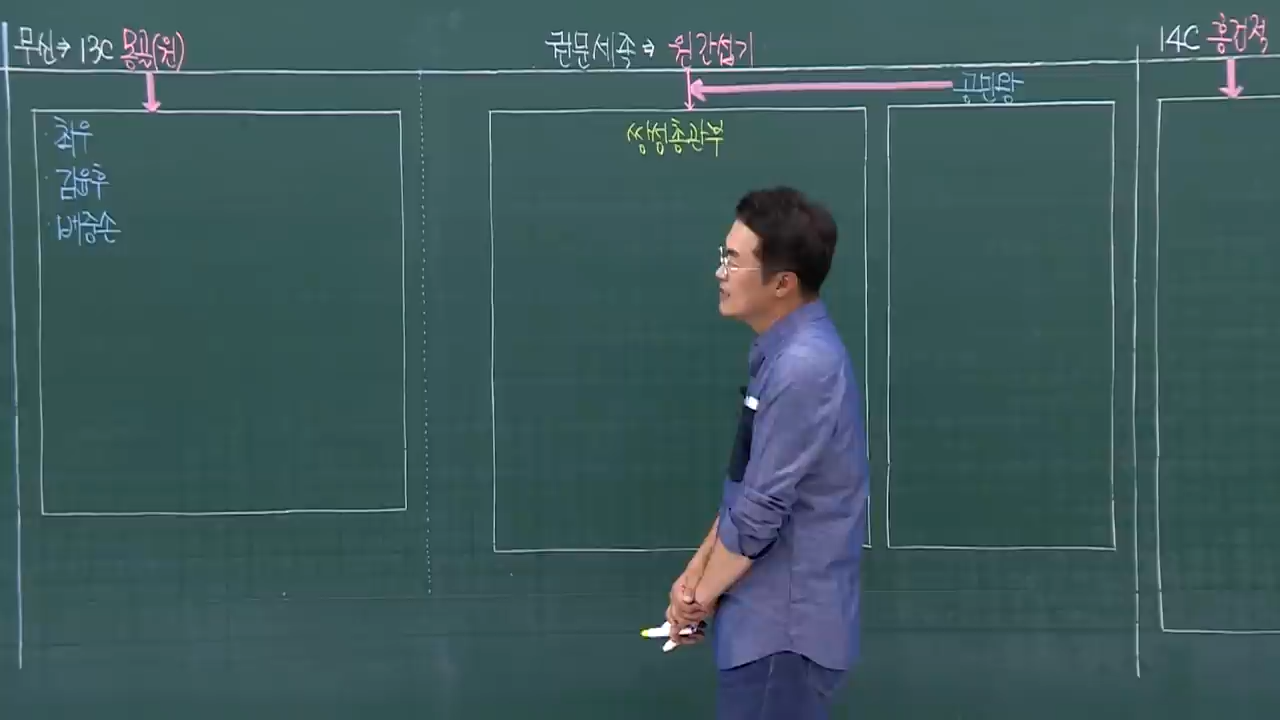 무신→ 13C 몽골(원)
최우
김윤후
배중손
권문세족→ 원간섭기
공민왕
쌍성총관부
14C 홍건적